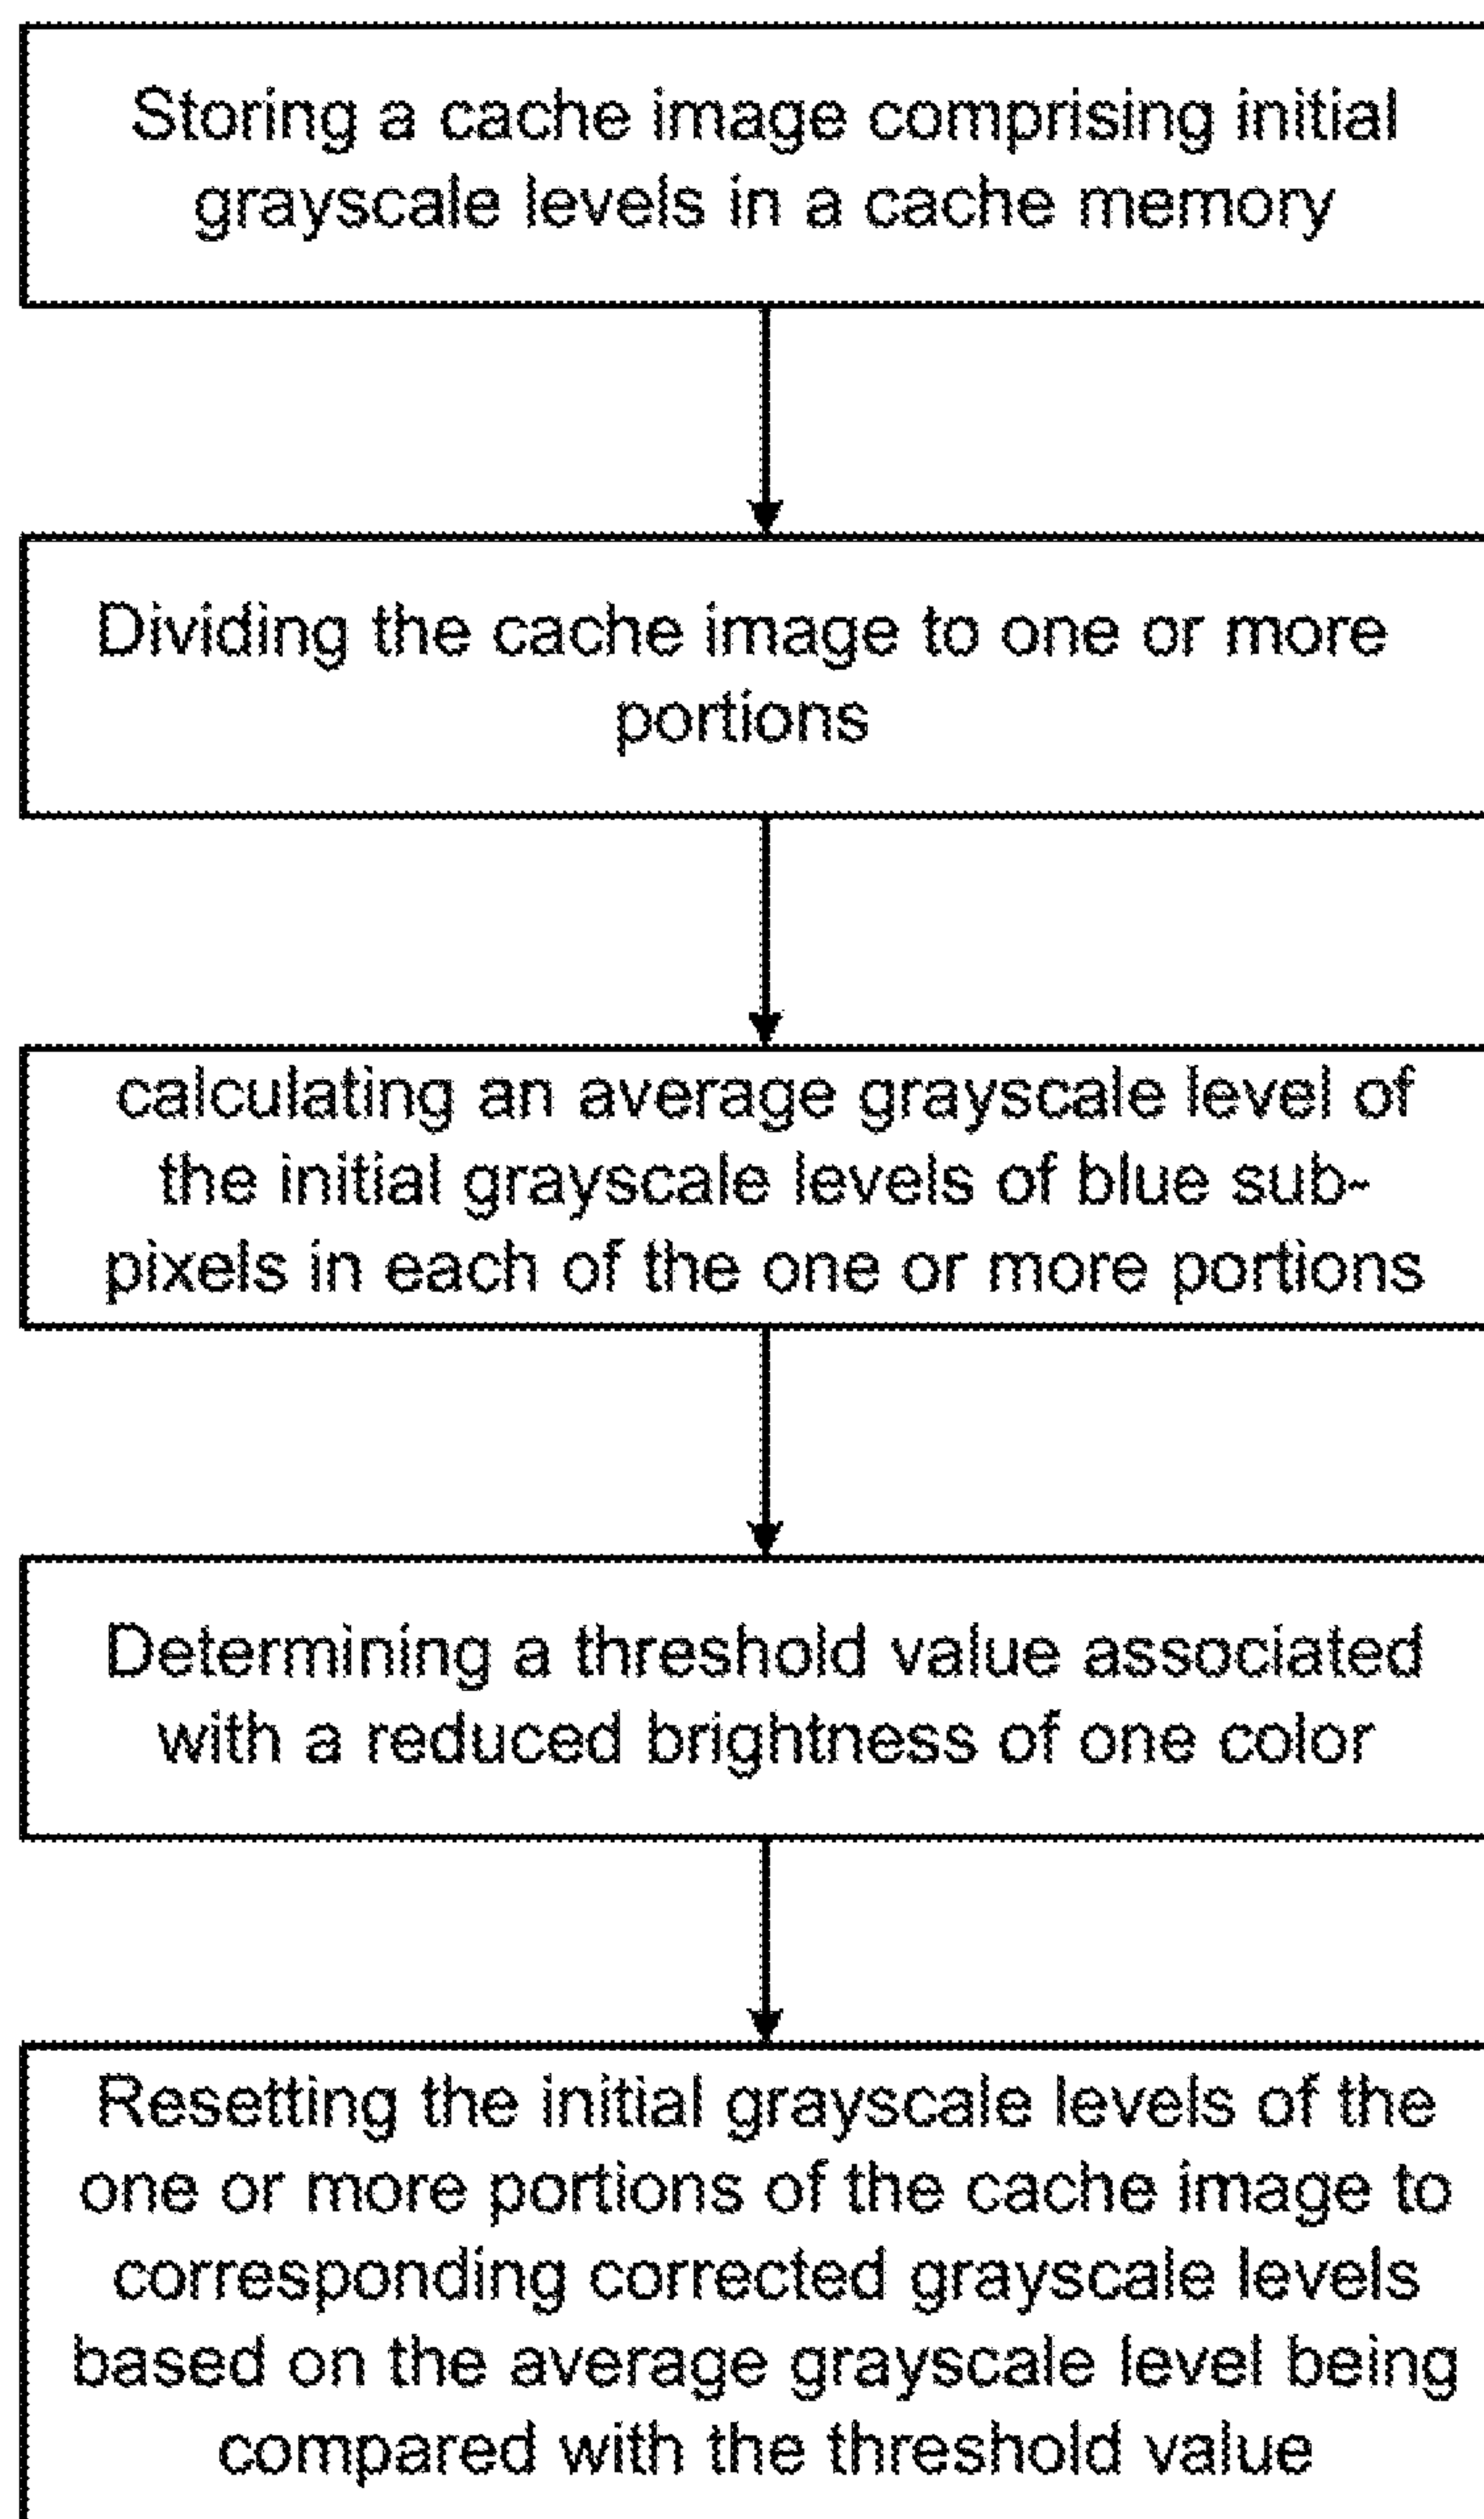 Storing a cache image comprising initial
grayscale levels in a cache memory
Dividing the cache image to one or more
portions
calculating an average grayscale level of
the initial grayscale levels of blue sub-
pixels in each of the one or more portions
Determining a threshold value associated
with a reduced brightness of one color
Resetting the initial grayscale levels of the
one or more portions of the cache image to
corresponding corrected grayscale levels
based on the average grayscale level being
compared with the threshold value